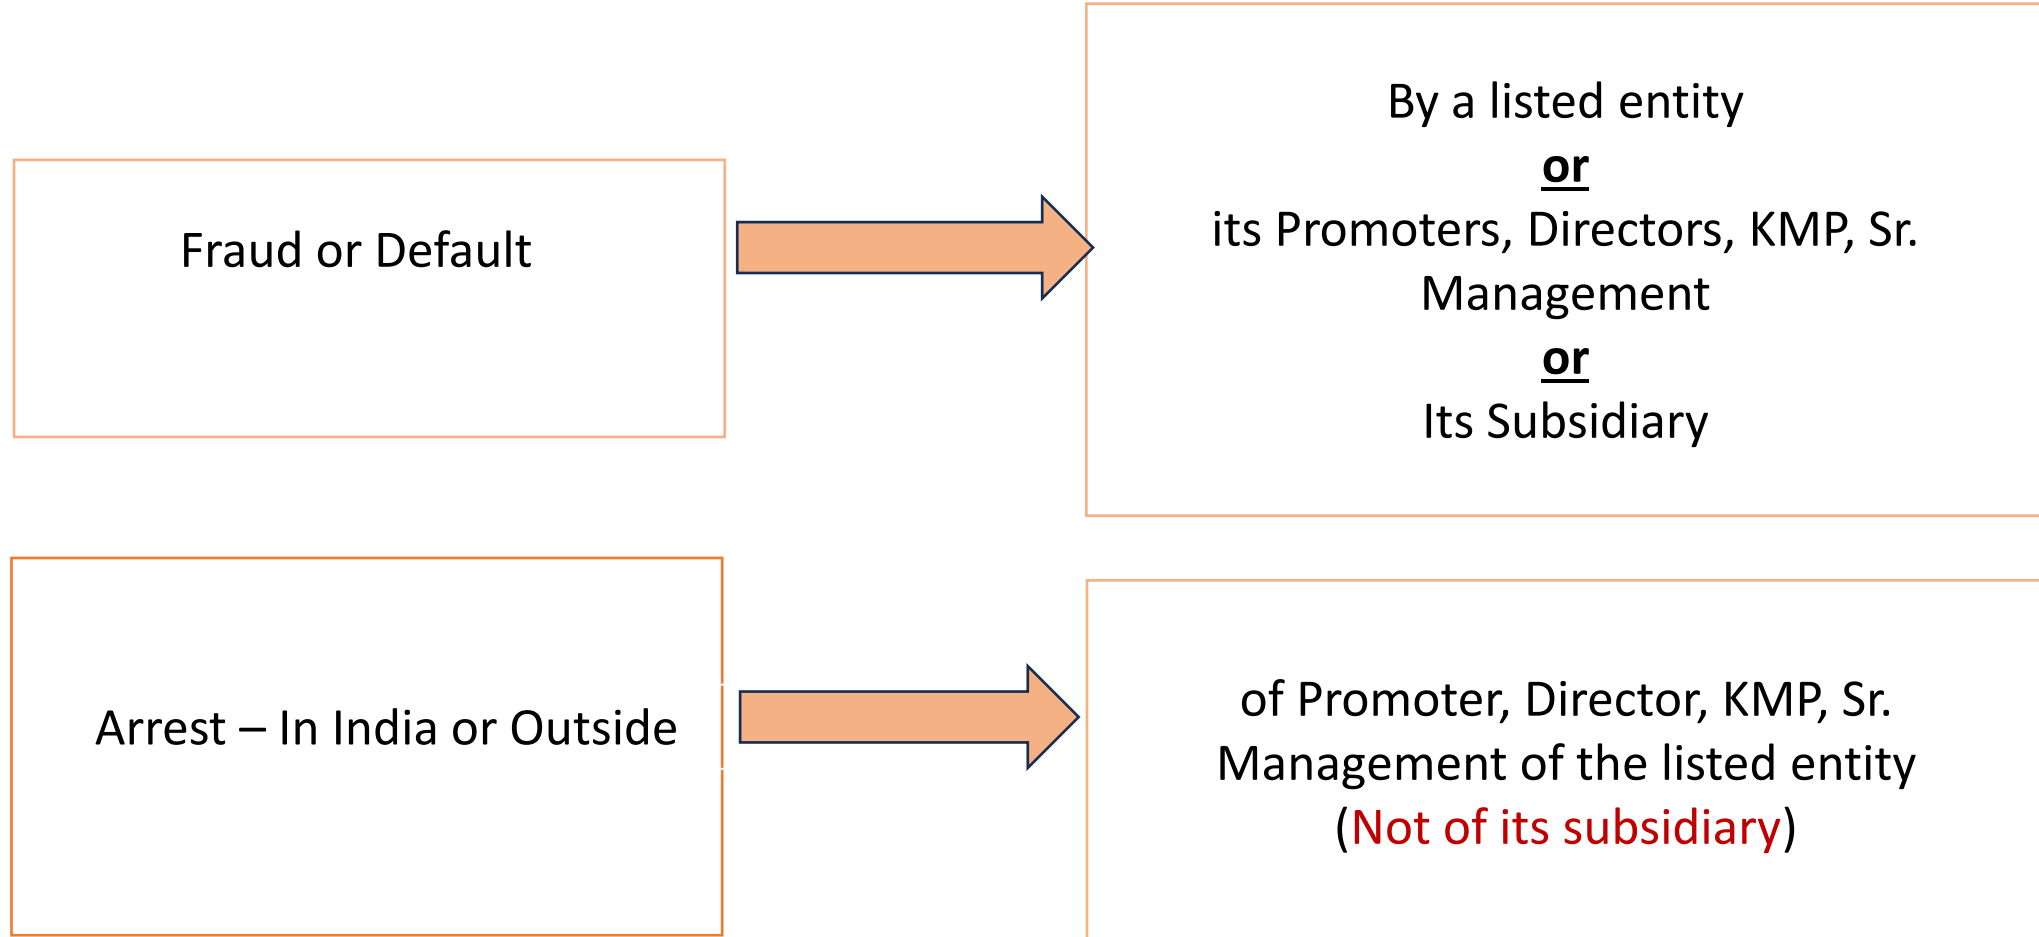 Fraud or Default
By a listed entity
or
its Promoters, Directors, KMP, Sr.
Management
or
Its Subsidiary
Arrest – In India or Outside
of Promoter, Director, KMP, Sr.
Management of the listed entity
(Not of its subsidiary)